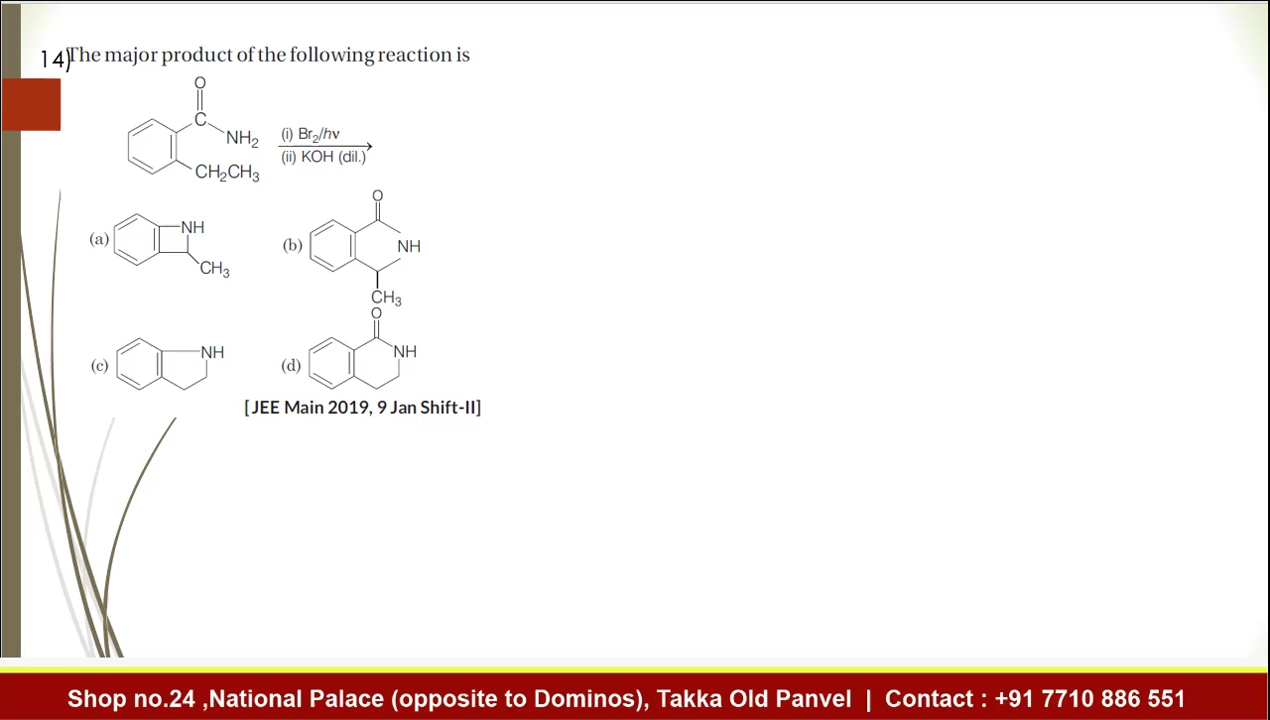 14)The major product of the following reaction is
O
C
NH2
CH2CH3
(i) Br2/hν
(ii) KOH (dil.)
(a)
NH
CH3
(b)
O
NH
CH3
(c)
NH
(d)
O
NH
[JEE Main 2019, 9 Jan Shift-II]
Shop no.24 ,National Palace (opposite to Dominos), Takka Old Panvel | Contact : +91 7710 886 551